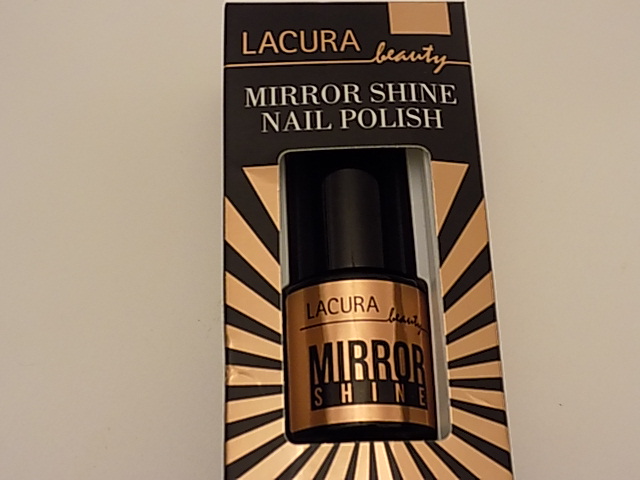 LACURA
beauty
MIRROR SHINE
NAIL POLISH
LACURA
beauty
MIRROR
SHINE